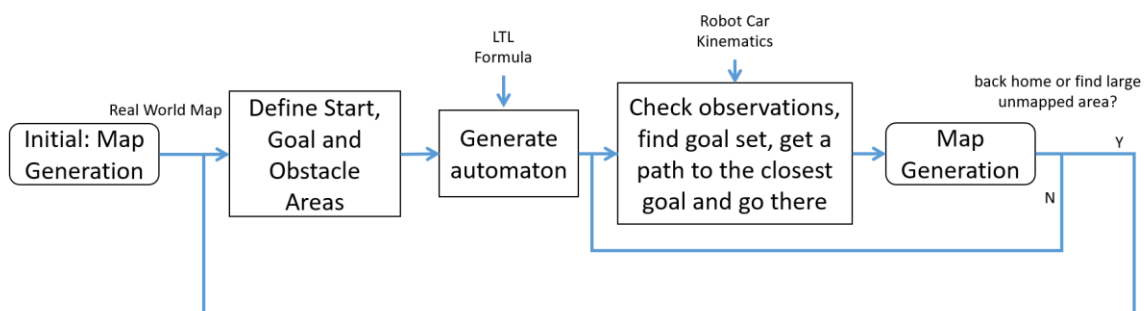 Initial: Map
Generation
Real World Map
Define Start,
Goal and
Obstacle
Areas
LTL
Formula
Generate
automaton
Robot Car
Kinematics
Check observations,
find goal set, get a
path to the closest
goal and go there
Map
Generation
back home or find large
unmapped area?
Y
N